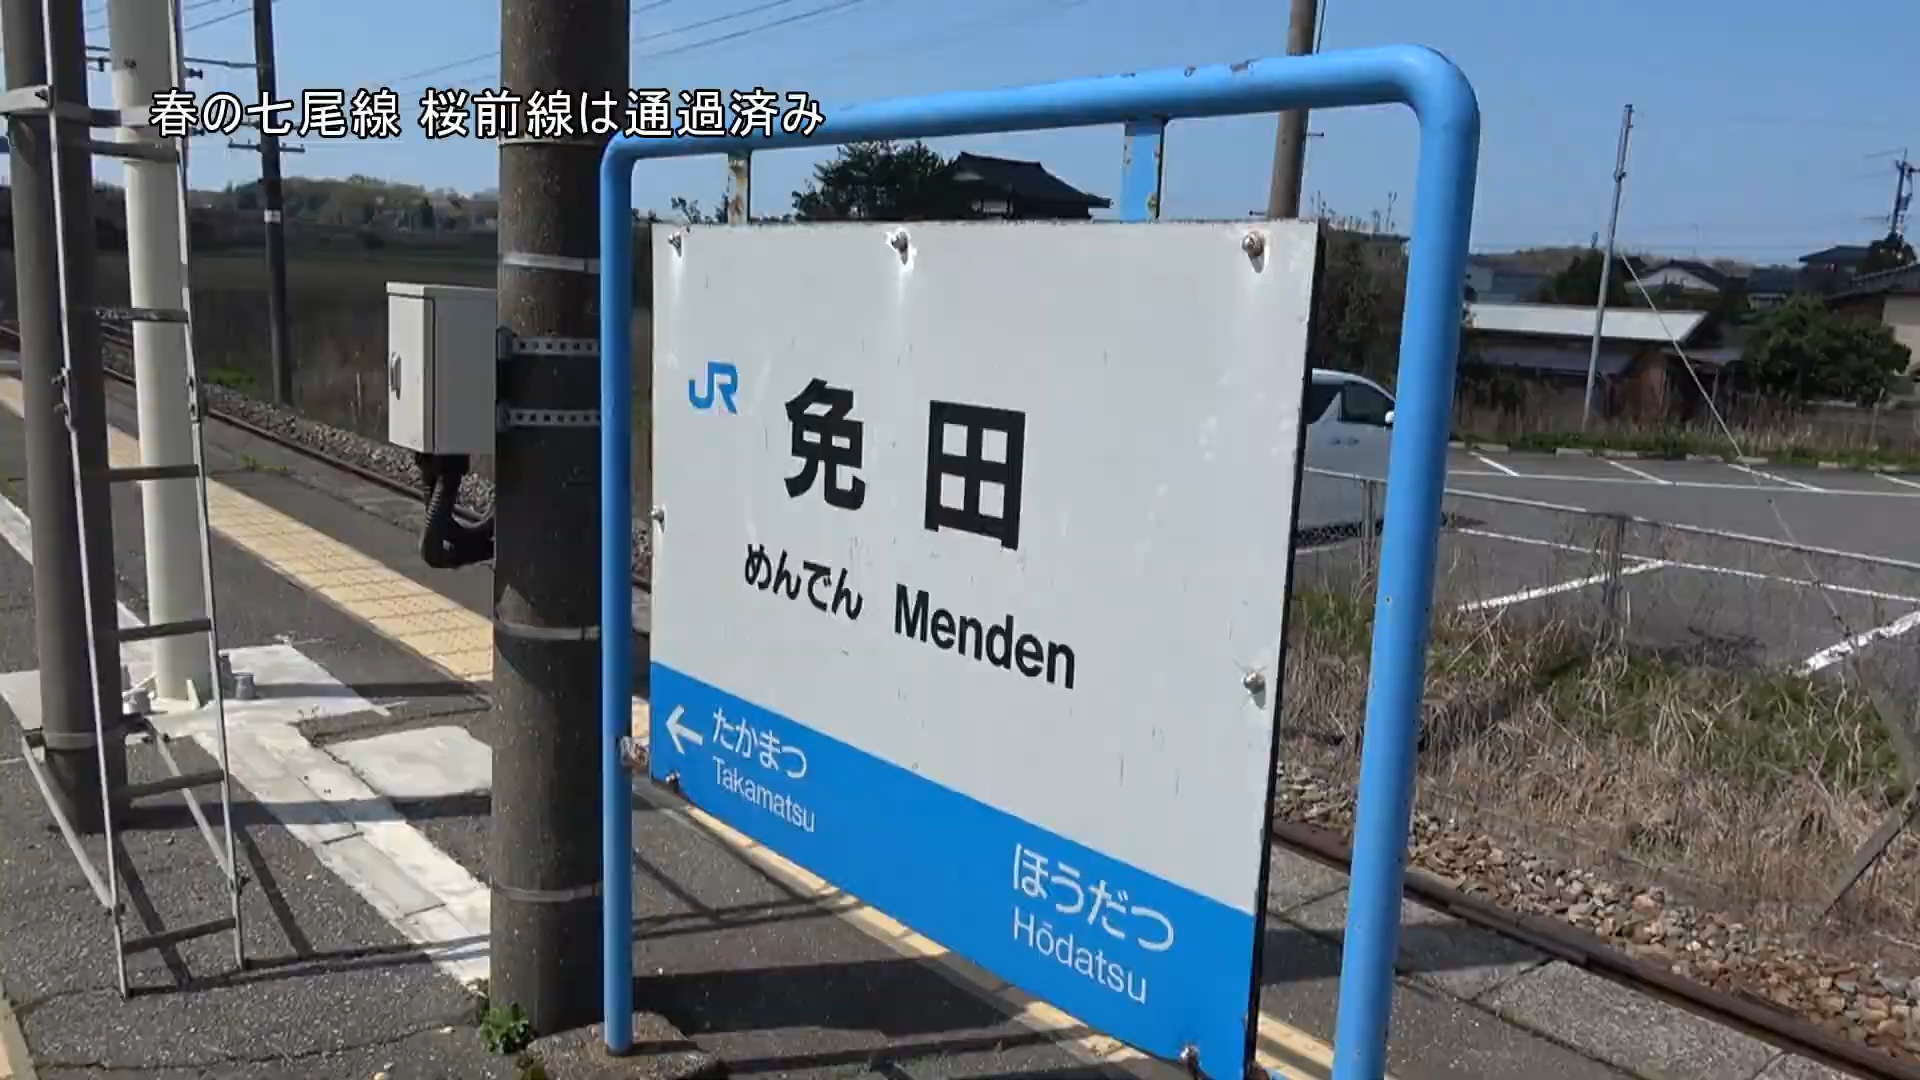 春の七尾線 桜前線は通過済み
JR
免田
めんでん Menden
← たかまつ
Takamatsu
ほうだつ
Hōdatsu